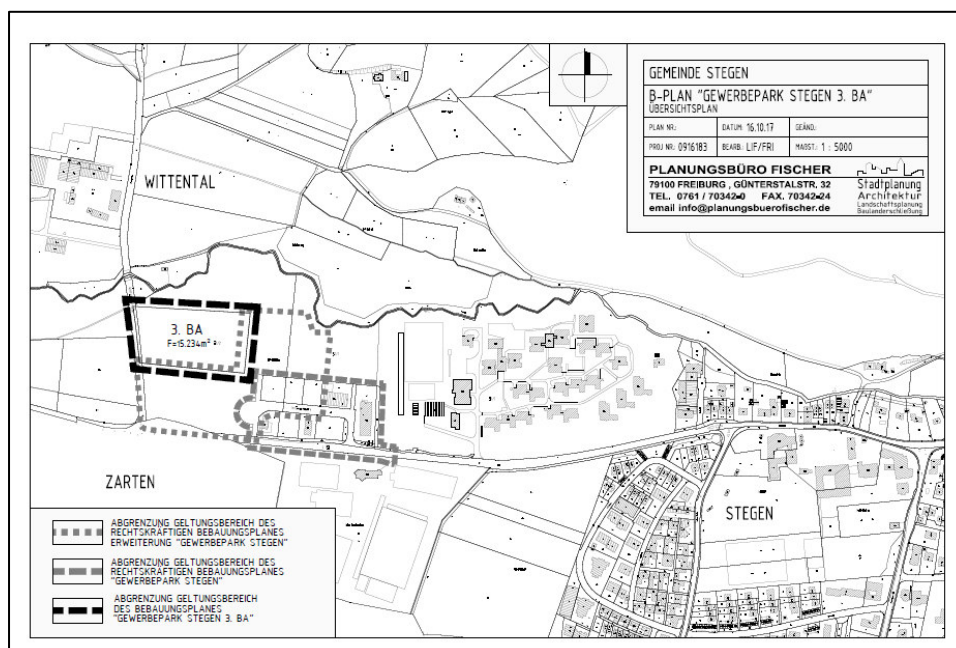 GEMEINDE STEGEN
B-PLAN "GEWERBEPARK STEGEN 3. BA"
ÜBERSICHTSPLAN
PLAN NR.:
DATUM: 16.10.17
GEÄND.:
PROJ NR.: 0916183
BEARB.: LIF/FRI
MAßST.: 1 : 5000
PLANUNGSBÜRO FISCHER
79100 FREIBURG , GÜNTERSTALSTR. 32
TEL. 0761 / 70342-0 FAX. 70342-24
email info@planungsbuerofischer.de
Stadtplanung
Architektur
Landschaftsplanung
Baulanderschließung
WITTENTAL
3. BA
F=15.234m²
ZARTEN
STEGEN
ABGRENZUNG GELTUNGSBEREICH DES
RECHTSKRÄFTIGEN BEBAUUNGSPLANES
ERWEITERUNG "GEWERBEPARK STEGEN"
ABGRENZUNG GELTUNGSBEREICH DES
RECHTSKRÄFTIGEN BEBAUUNGSPLANES
"GEWERBEPARK STEGEN"
ABGRENZUNG GELTUNGSBEREICH
DES BEBAUUNGSPLANES
"GEWERBEPARK STEGEN 3. BA"